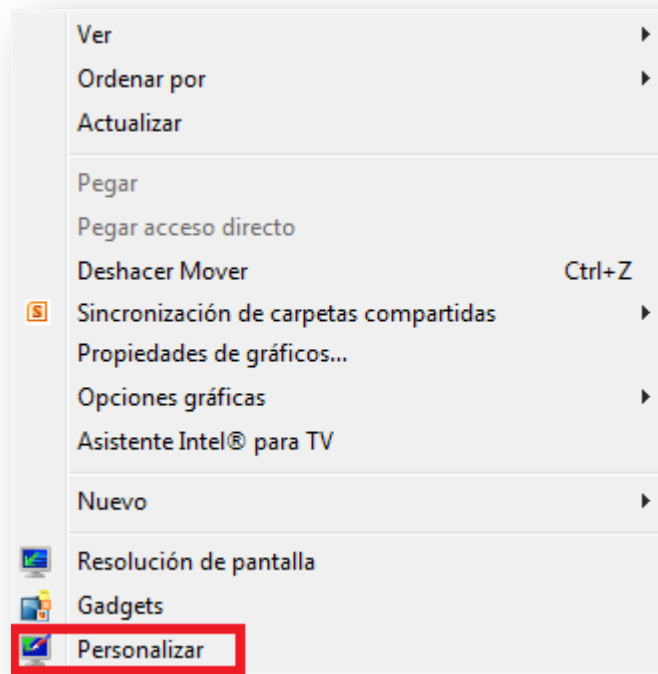 Ver
Ordenar por
Actualizar
Pegar
Pegar acceso directo
Deshacer Mover Ctrl+Z
Sincronización de carpetas compartidas
Propiedades de gráficos...
Opciones gráficas
Asistente Intel® para TV
Nuevo
Resolución de pantalla
Gadgets
Personalizar